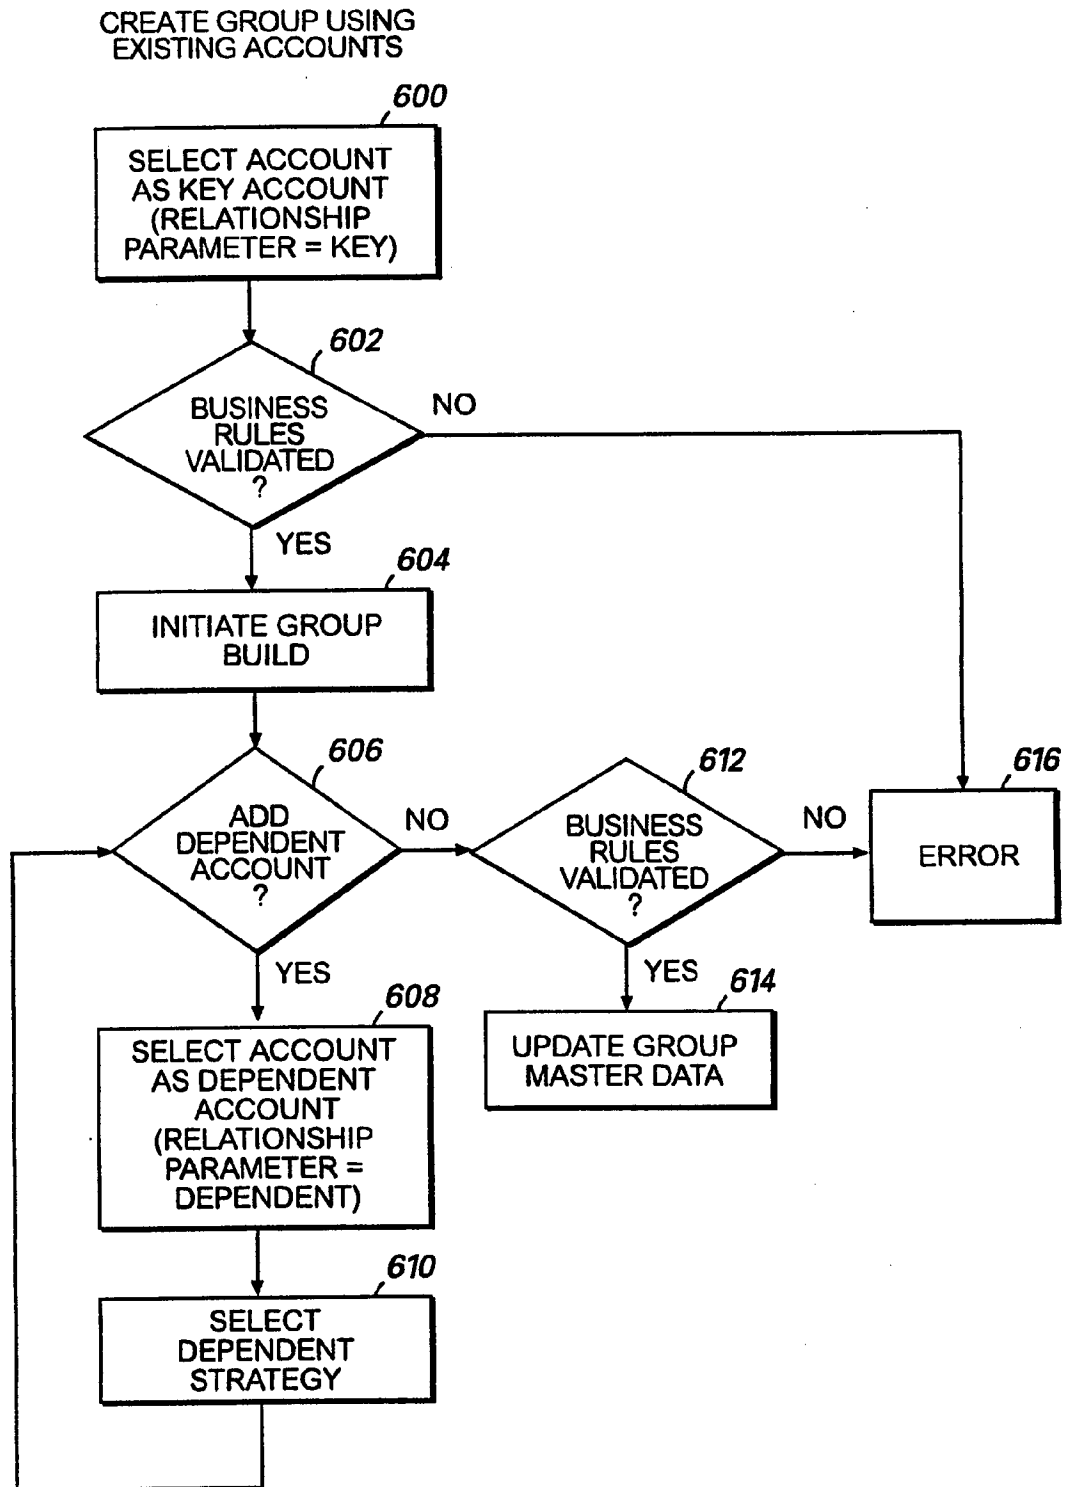 CREATE GROUP USING
EXISTING ACCOUNTS
600
SELECT ACCOUNT
AS KEY ACCOUNT
(RELATIONSHIP
PARAMETER = KEY)
602
BUSINESS
RULES
VALIDATED
?
NO
YES
604
INITIATE GROUP
BUILD
606
ADD
DEPENDENT
ACCOUNT
?
NO
YES
612
BUSINESS
RULES
VALIDATED
?
NO
YES
616
ERROR
614
UPDATE GROUP
MASTER DATA
608
SELECT ACCOUNT
AS DEPENDENT
ACCOUNT
(RELATIONSHIP
PARAMETER =
DEPENDENT)
610
SELECT
DEPENDENT
STRATEGY